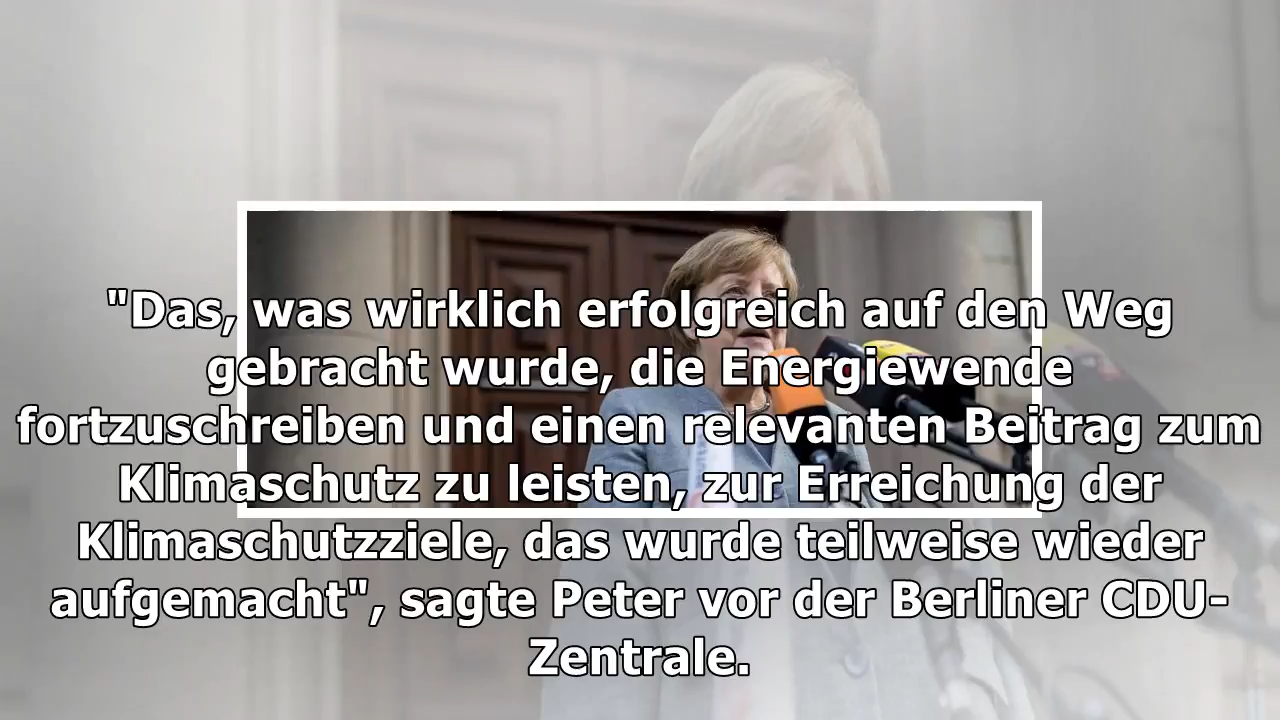 "Das, was wirklich erfolgreich auf den Weg
gebracht wurde, die Energiewende
fortzuschreiben und einen relevanten Beitrag zum
Klimaschutz zu leisten, zur Erreichung der
Klimaschutzziele, das wurde teilweise wieder
aufgemacht", sagte Peter vor der Berliner CDU-
Zentrale.